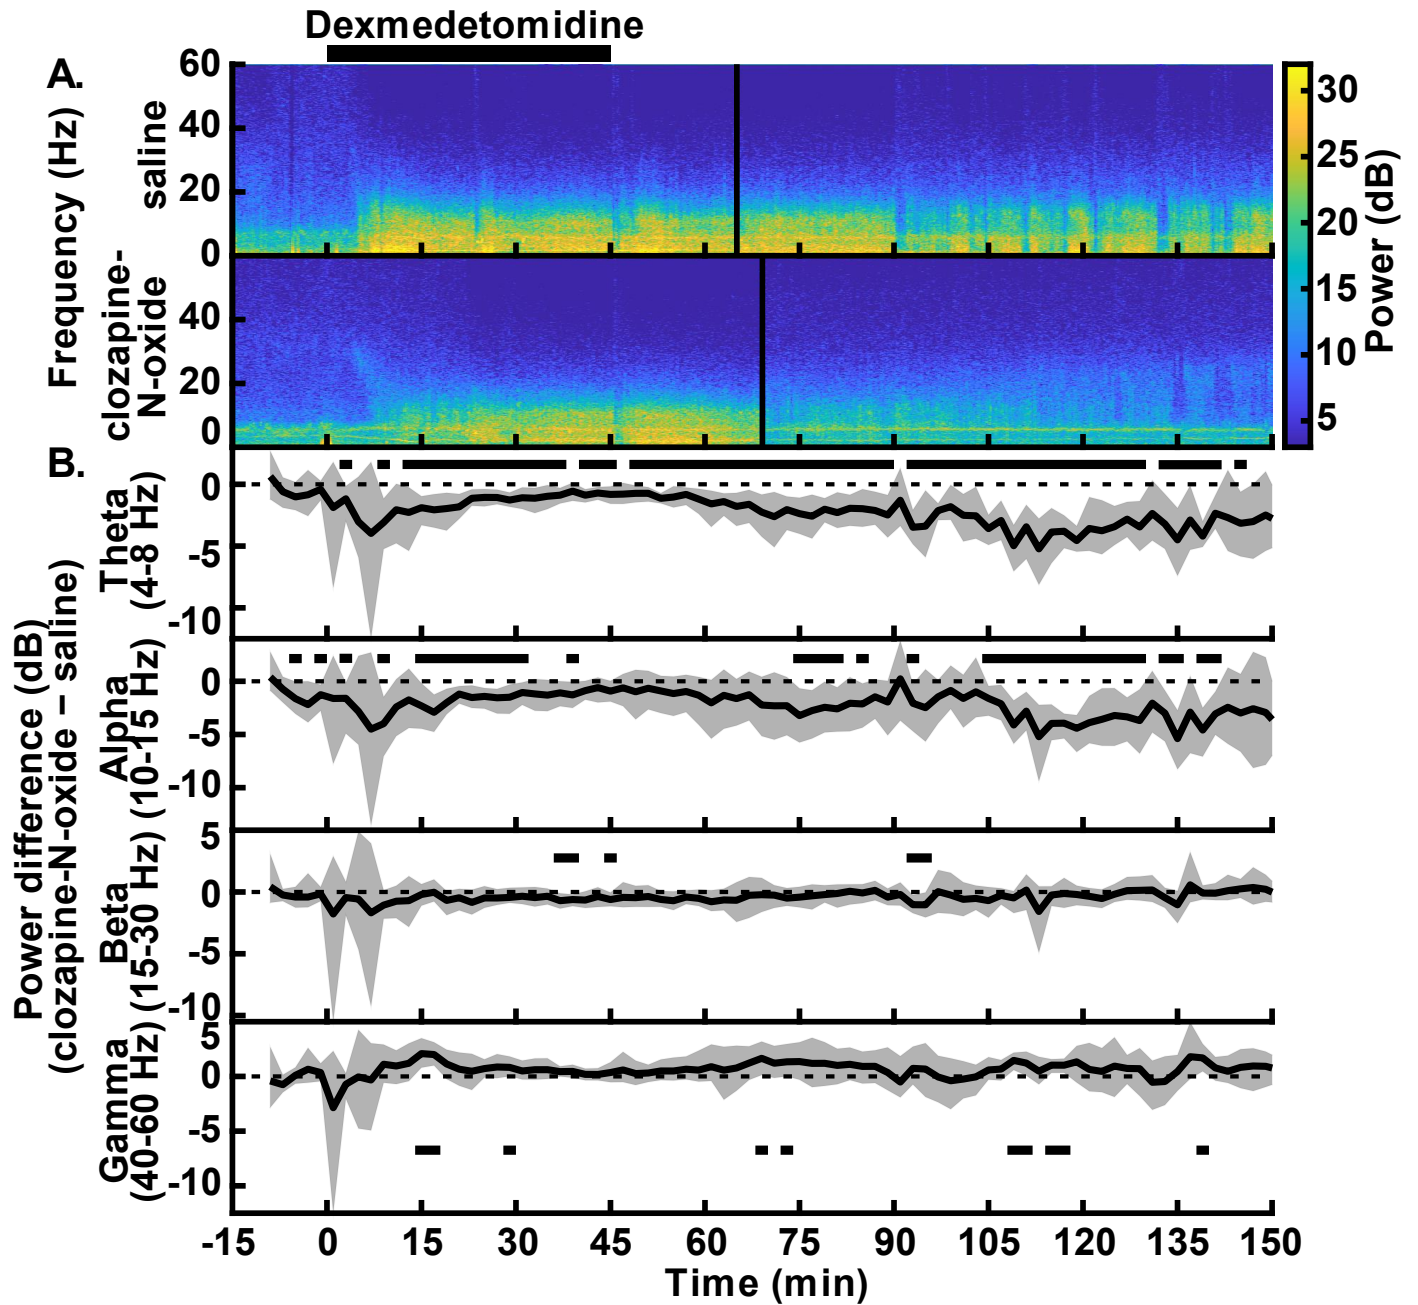 Dexmedetomidine
A.
Frequency (Hz)
saline
60
40
20
0
clozapine-
N-oxide
40
20
0
30
25
20
15
10
5
Power (dB)
B.
Power difference (dB)
(clozapine-N-oxide – saline)
Theta
(4-8 Hz)
0
-5
-10
Alpha
(10-15 Hz)
0
-5
-10
Beta
(15-30 Hz)
5
0
-5
-10
Gamma
(40-60 Hz)
5
0
-5
-10
-15 0 15 30 45 60 75 90 105 120 135 150
Time (min)